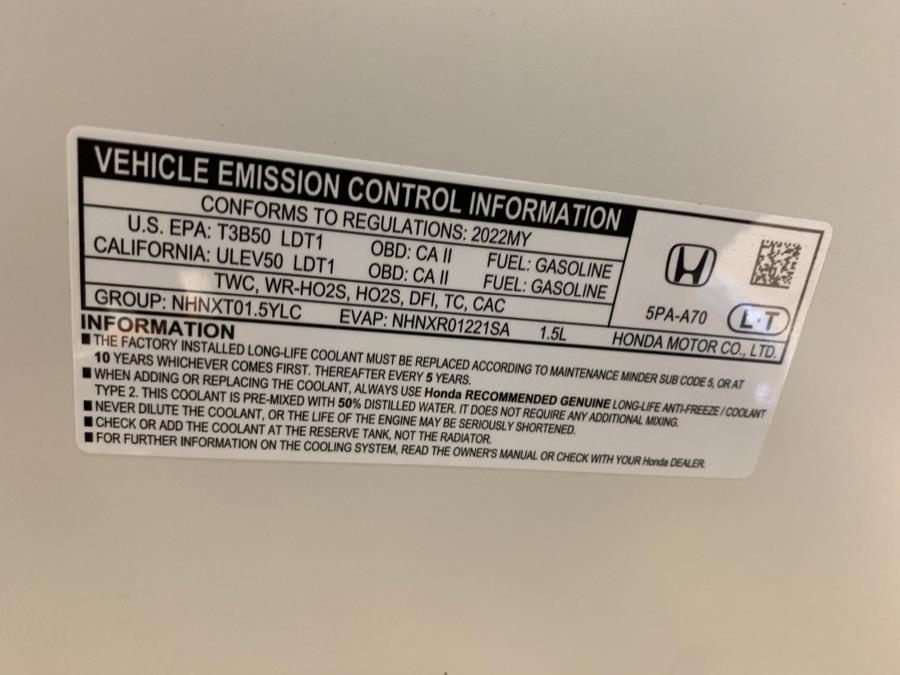 VEHICLE EMISSION CONTROL INFORMATION
CONFORMS TO REGULATIONS: 2022MY
U.S. EPA: T3B50 LDT1 OBD: CA II FUEL: GASOLINE
CALIFORNIA: ULEV50 LDT1 OBD: CA II FUEL: GASOLINE
TWC, WR-HO2S, HO2S, DFI, TC, CAC
GROUP: NHNXT01.5YLC EVAP: NHNXR01221SA 1.5L
5PA-A70 L·T
HONDA MOTOR CO., LTD.
INFORMATION
■ THE FACTORY INSTALLED LONG-LIFE COOLANT MUST BE REPLACED ACCORDING TO MAINTENANCE MINDER SUB CODE 5, OR AT
10 YEARS WHICHEVER COMES FIRST. THEREAFTER EVERY 5 YEARS.
■ WHEN ADDING OR REPLACING THE COOLANT, ALWAYS USE Honda RECOMMENDED GENUINE LONG-LIFE ANTI-FREEZE / COOLANT
TYPE 2. THIS COOLANT IS PRE-MIXED WITH 50% DISTILLED WATER. IT DOES NOT REQUIRE ANY ADDITIONAL MIXING.
■ NEVER DILUTE THE COOLANT, OR THE LIFE OF THE ENGINE MAY BE SERIOUSLY SHORTENED.
■ CHECK OR ADD THE COOLANT AT THE RESERVE TANK, NOT THE RADIATOR.
■ FOR FURTHER INFORMATION ON THE COOLING SYSTEM, READ THE OWNER'S MANUAL OR CHECK WITH YOUR Honda DEALER.